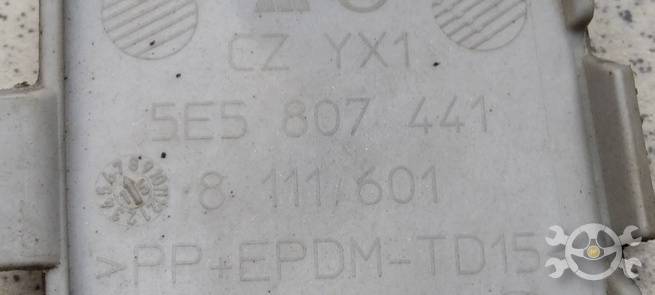 CZ YX1
5E5 807 441
8 111/601
>PP+EPDM-TD15